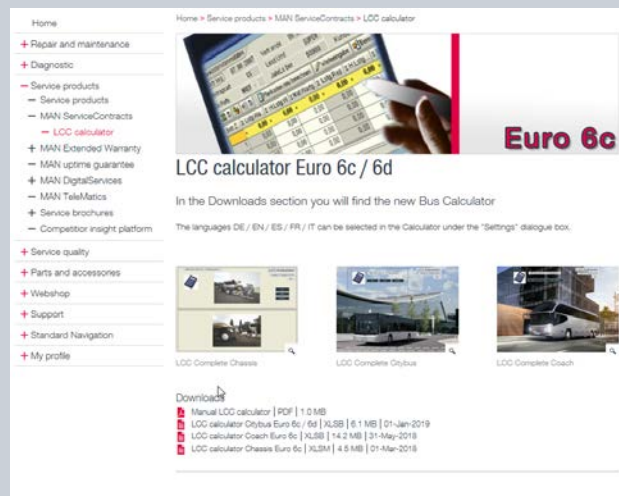 Home
+ Repair and maintenance
+ Diagnostic
− Service products
− Service products
− MAN ServiceContracts
− LCC calculator
+ MAN Extended Warranty
− MAN uptime guarantee
+ MAN DigitalServices
− MAN TeleMatics
+ Service brochures
− Competitor insight platform
+ Service quality
+ Parts and accessories
+ Webshop
+ Support
+ Standard Navigation
+ My profile
Home > Service products > MAN ServiceContracts > LCC calculator
Euro 6c
LCC calculator Euro 6c / 6d
In the Downloads section you will find the new Bus Calculator
The languages DE / EN / ES / FR / IT can be selected in the Calculator under the "Settings" dialogue box.
LCC Complete Chassis
LCC Complete Citybus
LCC Complete Coach
Downloads
Manual LCC calculator | PDF | 1.0 MB
LCC calculator Citybus Euro 6c / 6d | XLSB | 6.1 MB | 01-Jan-2019
LCC calculator Coach Euro 6c | XLSB | 14.2 MB | 31-May-2018
LCC calculator Chassis Euro 6c | XLSM | 4.5 MB | 01-Mar-2018